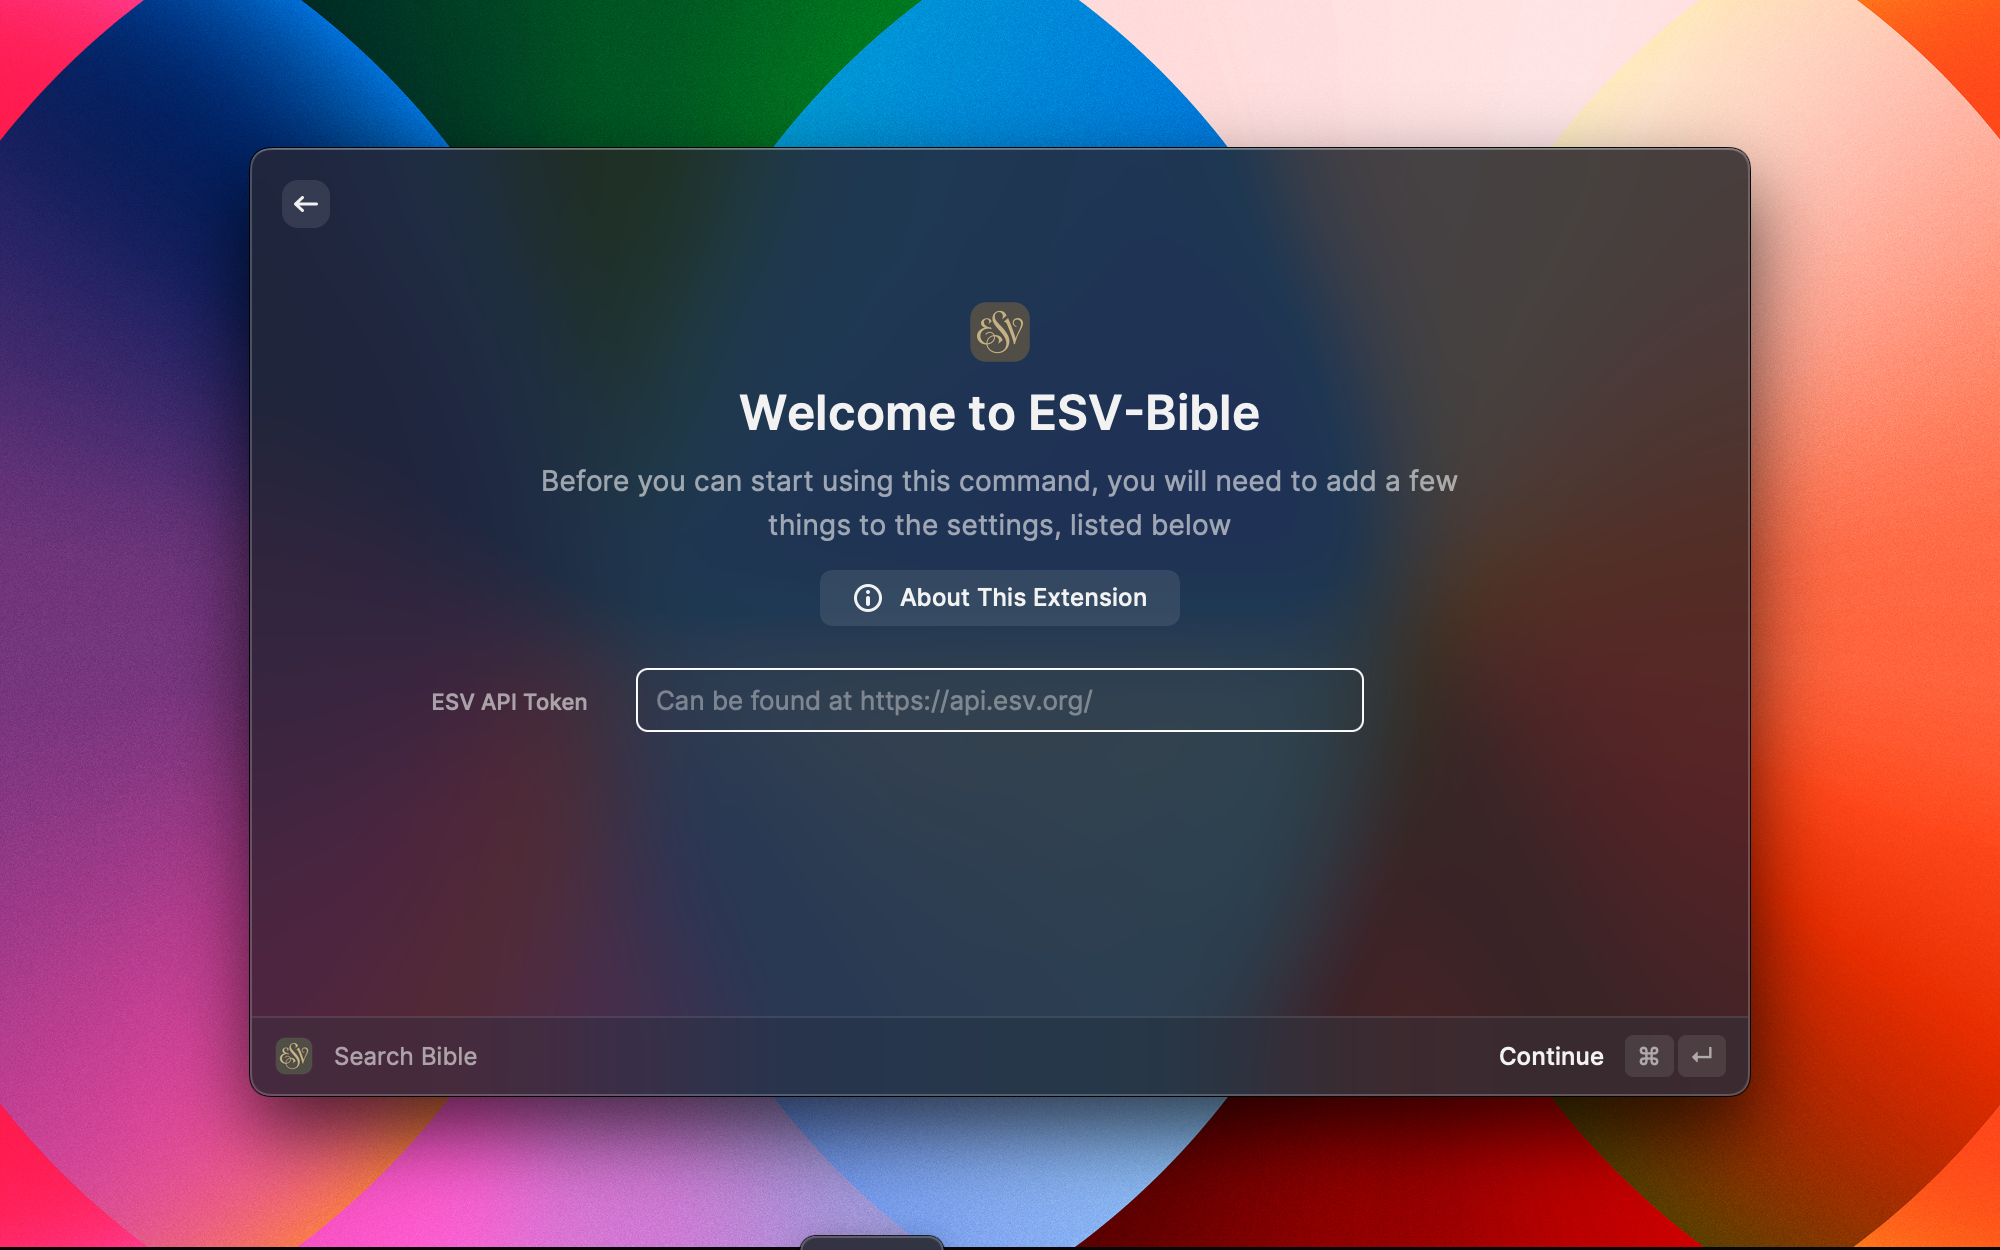 ESV
Welcome to ESV-Bible
Before you can start using this command, you will need to add a few
things to the settings, listed below
About This Extension
ESV API Token
Can be found at https://api.esv.org/
ESV
Search Bible
Continue ⌘ ↵